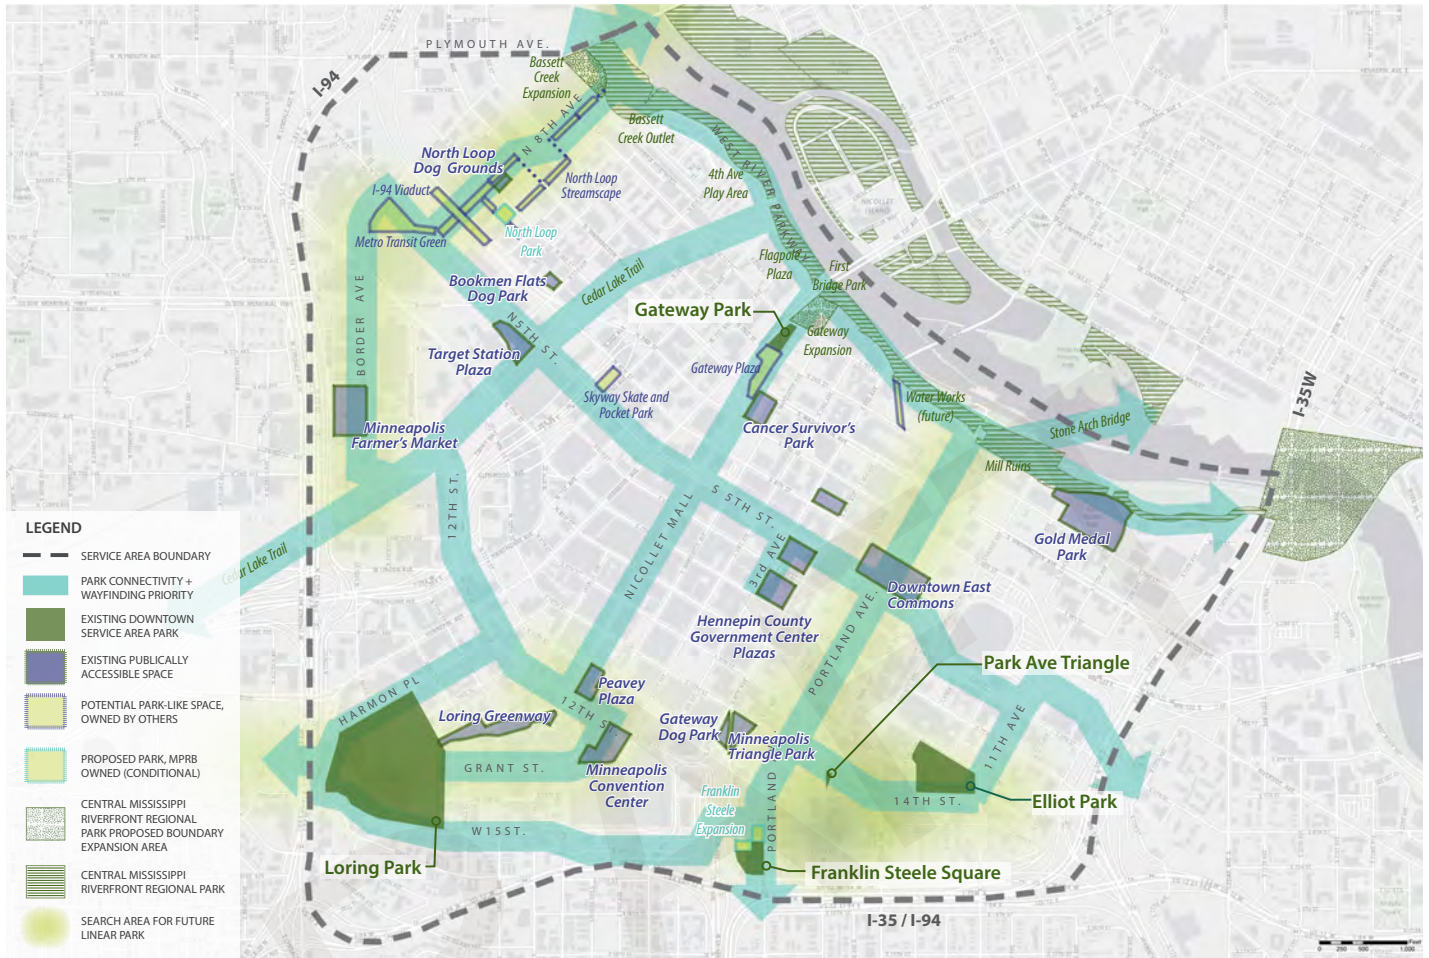 PLYMOUTH AVE.
I-94
Bassett
Creek
Expansion
N 8TH AVE
Bassett
Creek Outlet
WEST RIVER PARKWAY
North Loop
Dog Grounds
I-94 Viaduct
North Loop
Streamscape
4th Ave
Play Area
NICOLLET
ISLAND
Metro Transit Green
North Loop
Park
Flagpole
Plaza
First
Bridge Park
Bookmen Flats
Dog Park
Cedar Lake Trail
BORDER AVE
Gateway Park
N 5TH ST.
Gateway
Expansion
Target Station
Plaza
Gateway Plaza
Skyway Skate and
Pocket Park
Water Works
(future)
I-35W
Stone Arch Bridge
Minneapolis
Farmer's Market
Cancer Survivor's
Park
Mill Ruins
12TH ST.
S 5TH ST.
NICOLLET MALL
3rd AVE
Gold Medal
Park
Cedar Lake Trail
Downtown East
Commons
Hennepin County
Government Center
Plazas
PORTLAND AVE.
Park Ave Triangle
Peavey
Plaza
HARMON PL
Loring Greenway
12TH ST.
Gateway
Dog Park
Minneapolis
Triangle Park
11TH AVE
GRANT ST.
Minneapolis
Convention
Center
PORTLAND
14TH ST.
Elliot Park
Franklin
Steele
Expansion
W15ST.
Loring Park
Franklin Steele Square
I-35 / I-94
LEGEND
SERVICE AREA BOUNDARY
PARK CONNECTIVITY +
WAYFINDING PRIORITY
EXISTING DOWNTOWN
SERVICE AREA PARK
EXISTING PUBLICALLY
ACCESSIBLE SPACE
POTENTIAL PARK-LIKE SPACE,
OWNED BY OTHERS
PROPOSED PARK, MPRB
OWNED (CONDITIONAL)
CENTRAL MISSISSIPPI
RIVERFRONT REGIONAL
PARK PROPOSED BOUNDARY
EXPANSION AREA
CENTRAL MISSISSIPPI
RIVERFRONT REGIONAL PARK
SEARCH AREA FOR FUTURE
LINEAR PARK
Feet
0 250 500 1,000